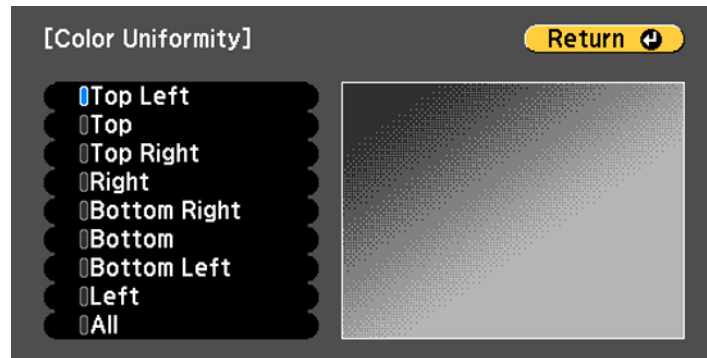 [Color Uniformity]
Return
Top Left
Top
Top Right
Right
Bottom Right
Bottom
Bottom Left
Left
All